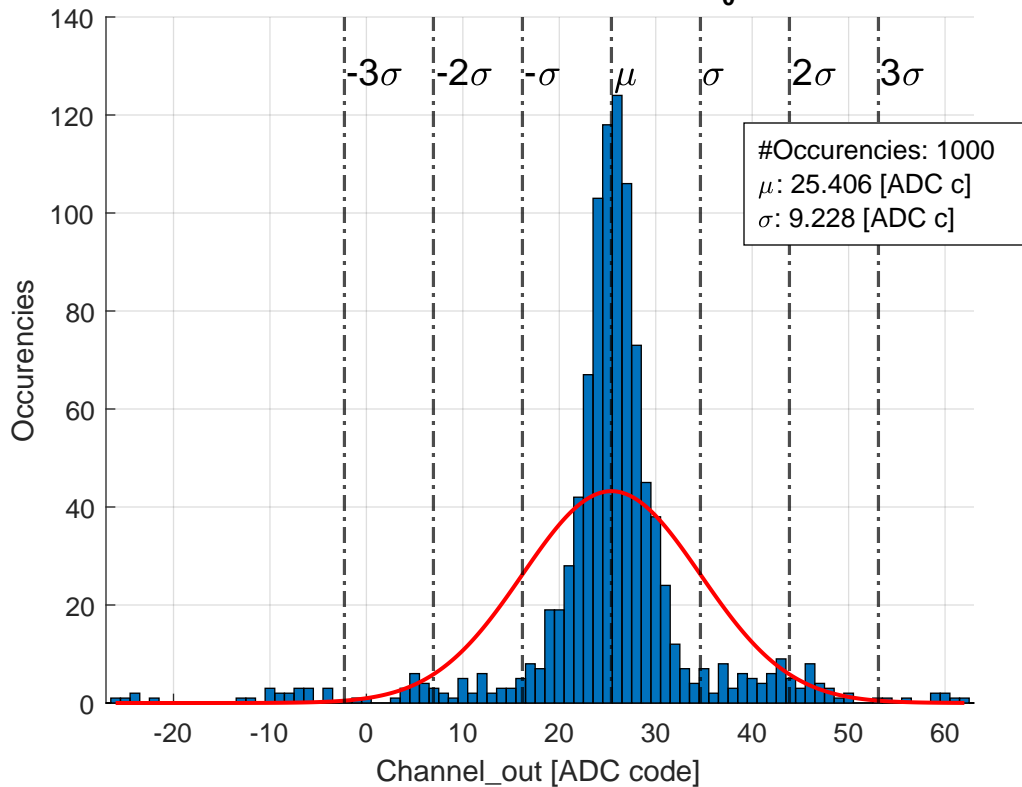 140
120
100
80
60
40
20
0
-3σ -2σ -σ μ σ 2σ 3σ
#Occurencies: 1000
μ: 25.406 [ADC c]
σ: 9.228 [ADC c]
Occurencies
-20 -10 0 10 20 30 40 50 60
Channel_out [ADC code]